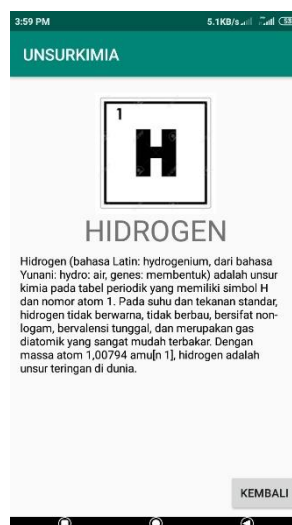 3:59 PM 5.1KB/s
UNSURKIMIA
1
H
HIDROGEN
Hidrogen (bahasa Latin: hydrogenium, dari bahasa
Yunani: hydro: air, genes: membentuk) adalah unsur
kimia pada tabel periodik yang memiliki simbol H
dan nomor atom 1. Pada suhu dan tekanan standar,
hidrogen tidak berwarna, tidak berbau, bersifat non-
logam, bervalensi tunggal, dan merupakan gas
diatomik yang sangat mudah terbakar. Dengan
massa atom 1,00794 amu[n 1], hidrogen adalah
unsur teringan di dunia.
KEMBALI